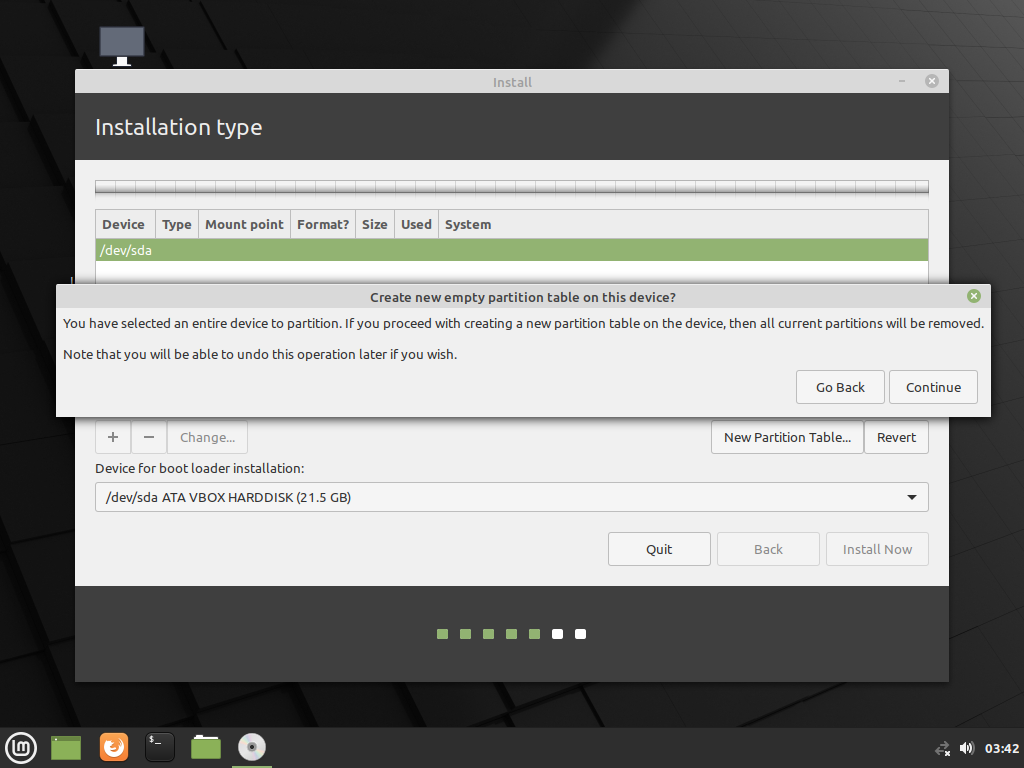 Install
Installation type
Device Type Mount point Format? Size Used System
/dev/sda
Create new empty partition table on this device?
You have selected an entire device to partition. If you proceed with creating a new partition table on the device, then all current partitions will be removed.
Note that you will be able to undo this operation later if you wish.
Go Back Continue
+ − Change... New Partition Table... Revert
Device for boot loader installation:
/dev/sda ATA VBOX HARDDISK (21.5 GB)
Quit Back Install Now
$_ 03:42